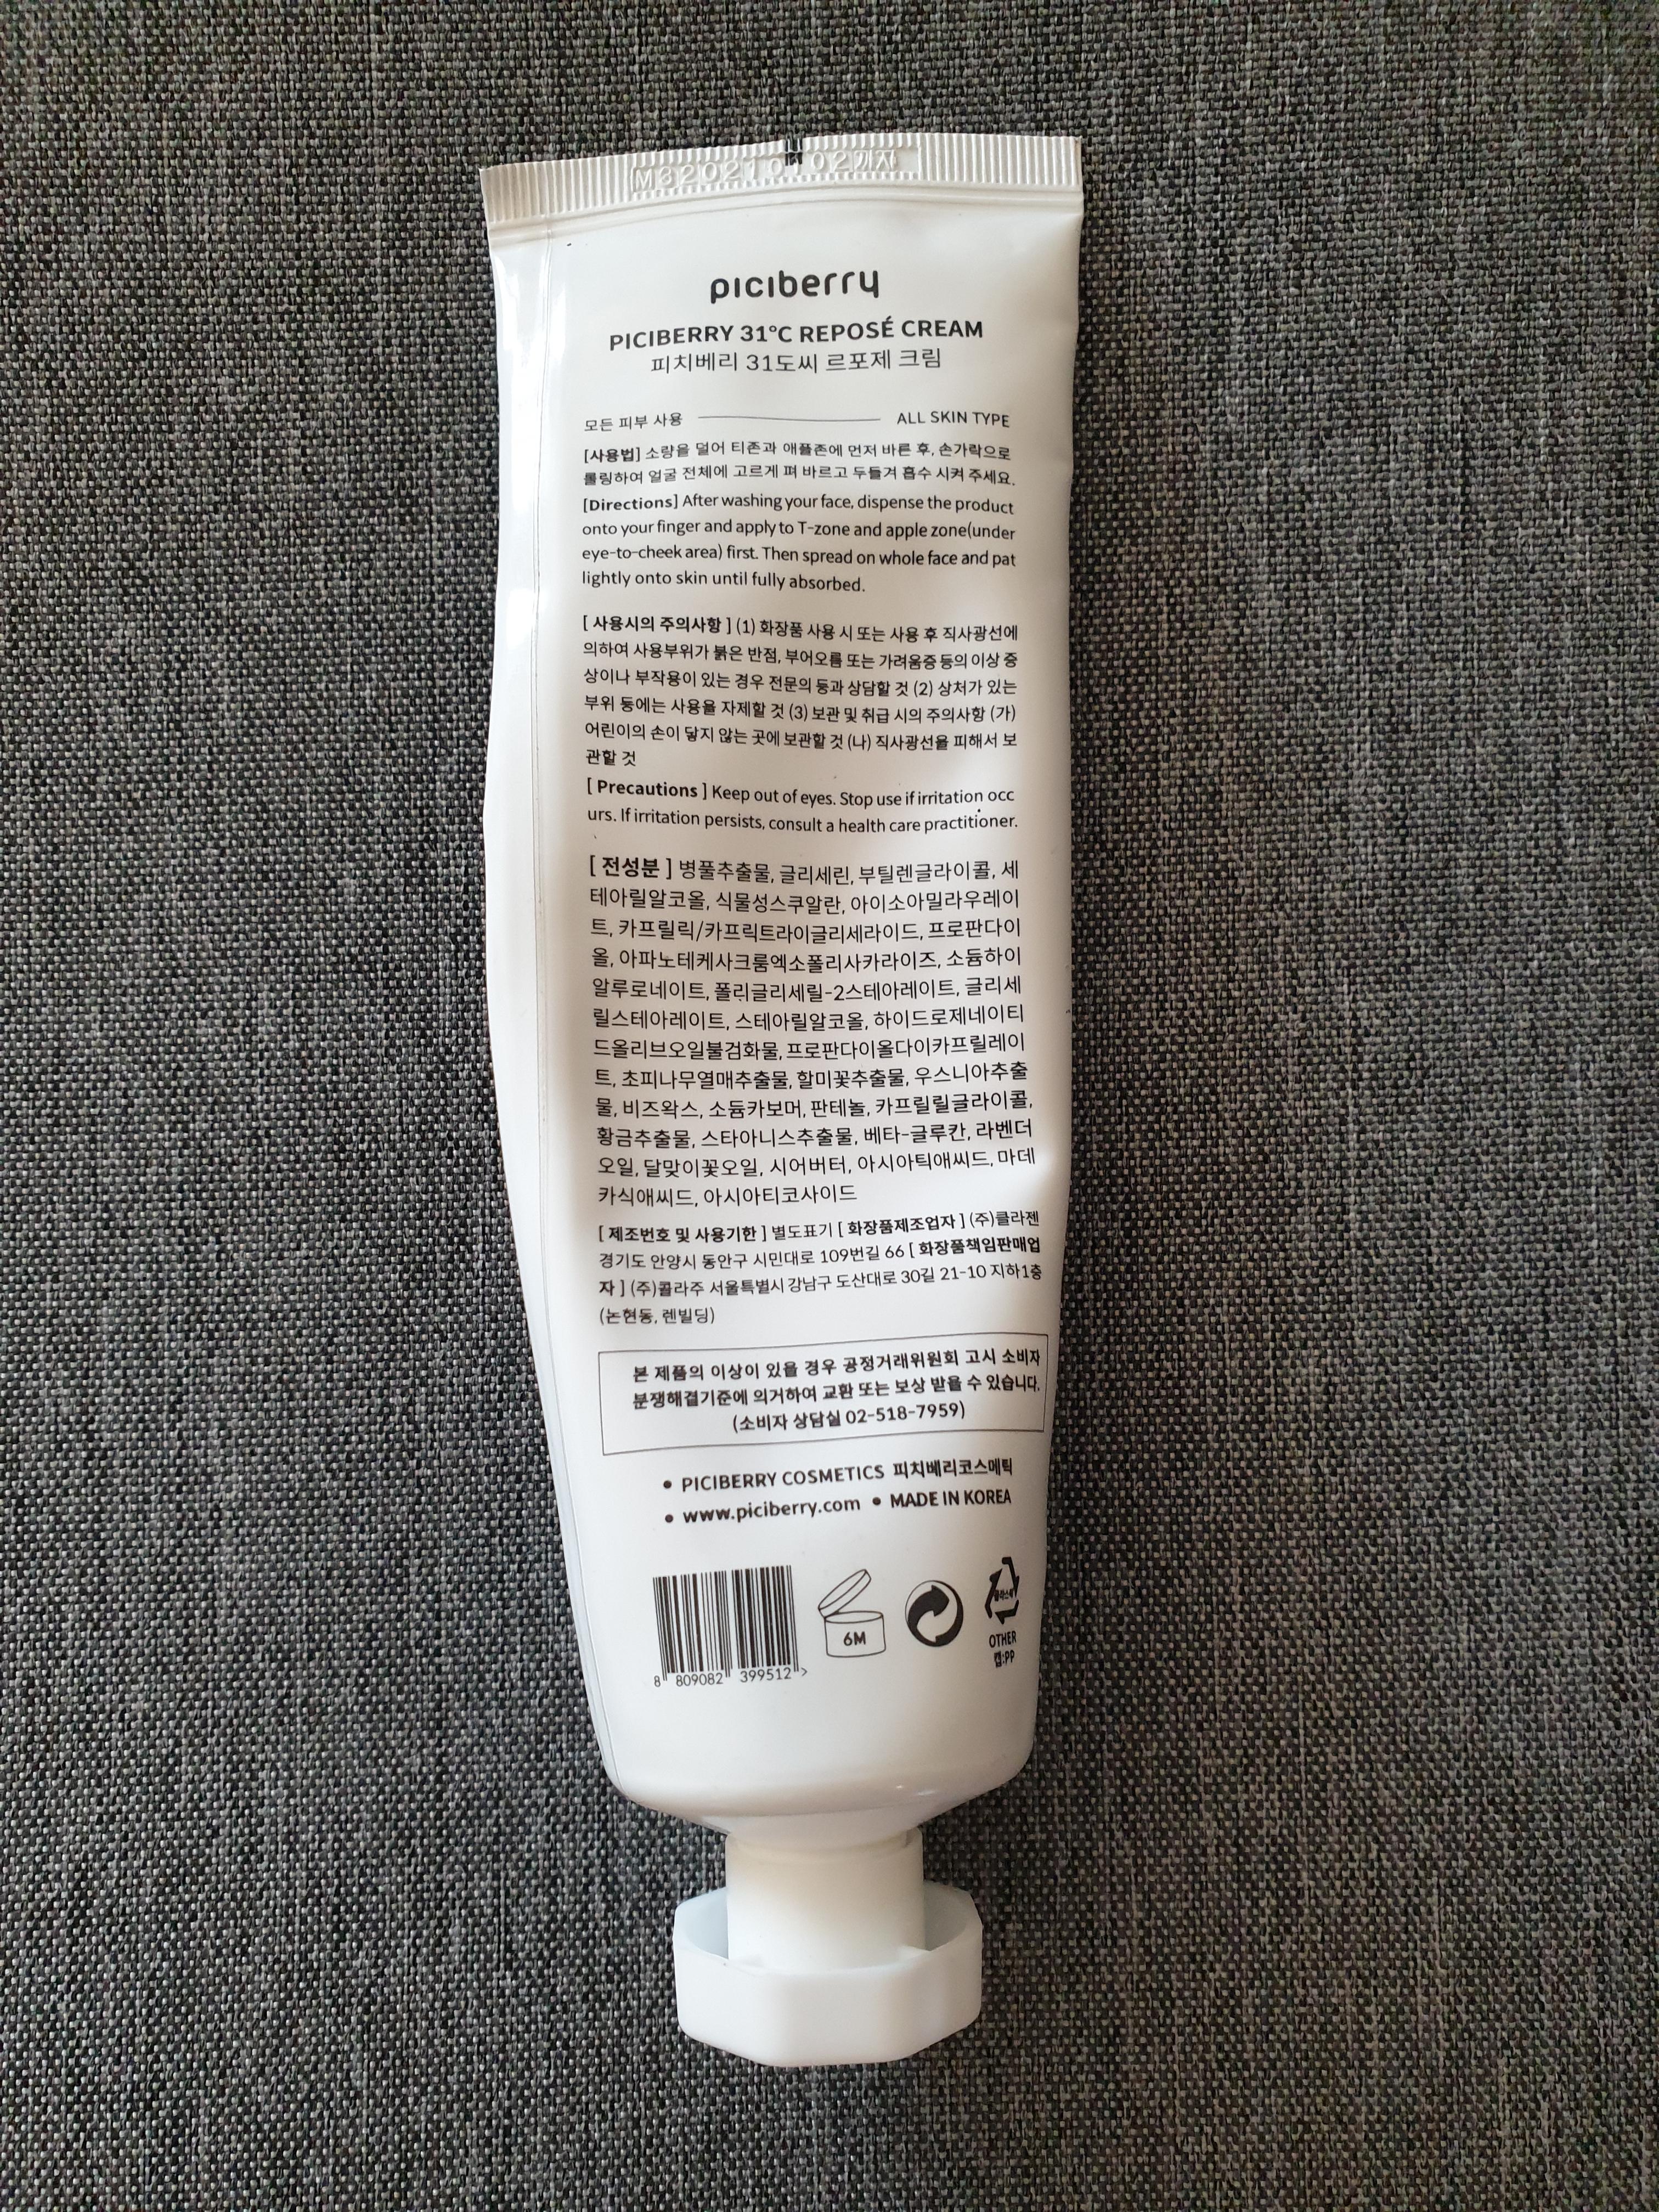 piciberry
PICIBERRY 31°C REPOSÉ CREAM
피치베리 31도씨 르포제 크림
모든 피부 사용 ALL SKIN TYPE
[사용법] 소량을 덜어 티존과 애플존에 먼저 바른 후, 손가락으로
롤링하여 얼굴 전체에 고르게 펴 바르고 두들겨 흡수 시켜 주세요.
[Directions] After washing your face, dispense the product
onto your finger and apply to T-zone and apple zone(under
eye-to-cheek area) first. Then spread on whole face and pat
lightly onto skin until fully absorbed.
[ 사용시의 주의사항 ] (1) 화장품 사용 시 또는 사용 후 직사광선에
의하여 사용부위가 붉은 반점, 부어오름 또는 가려움증 등의 이상 증
상이나 부작용이 있는 경우 전문의 등과 상담할 것 (2) 상처가 있는
부위 등에는 사용을 자제할 것 (3) 보관 및 취급 시의 주의사항 (가)
어린이의 손이 닿지 않는 곳에 보관할 것 (나) 직사광선을 피해서 보
관할 것
[ Precautions ] Keep out of eyes. Stop use if irritation occ
urs. If irritation persists, consult a health care practitioner.
[ 전성분 ] 병풀추출물, 글리세린, 부틸렌글라이콜, 세
테아릴알코올, 식물성스쿠알란, 아이소아밀라우레이
트, 카프릴릭/카프릭트라이글리세라이드, 프로판다이
올, 아파노테케사크룸엑소폴리사카라이즈, 소듐하이
알루로네이트, 폴리글리세릴-2스테아레이트, 글리세
릴스테아레이트, 스테아릴알코올, 하이드로제네이티
드올리브오일불검화물, 프로판다이올다이카프릴레이
트, 초피나무열매추출물, 할미꽃추출물, 우스니아추출
물, 비즈왁스, 소듐카보머, 판테놀, 카프릴릴글라이콜,
황금추출물, 스타아니스추출물, 베타-글루칸, 라벤더
오일, 달맞이꽃오일, 시어버터, 아시아틱애씨드, 마데
카식애씨드, 아시아티코사이드
[ 제조번호 및 사용기한 ] 별도표기 [ 화장품제조업자 ] (주)클라젠
경기도 안양시 동안구 시민대로 109번길 66 [ 화장품책임판매업
자 ] (주)콜라주 서울특별시 강남구 도산대로 30길 21-10 지하1층
(논현동, 렌빌딩)
본 제품의 이상이 있을 경우 공정거래위원회 고시 소비자
분쟁해결기준에 의거하여 교환 또는 보상 받을 수 있습니다.
(소비자 상담실 02-518-7959)
• PICIBERRY COSMETICS 피치베리코스메틱
• www.piciberry.com • MADE IN KOREA
6M
OTHER
캡:PP
8 809082 399512 >